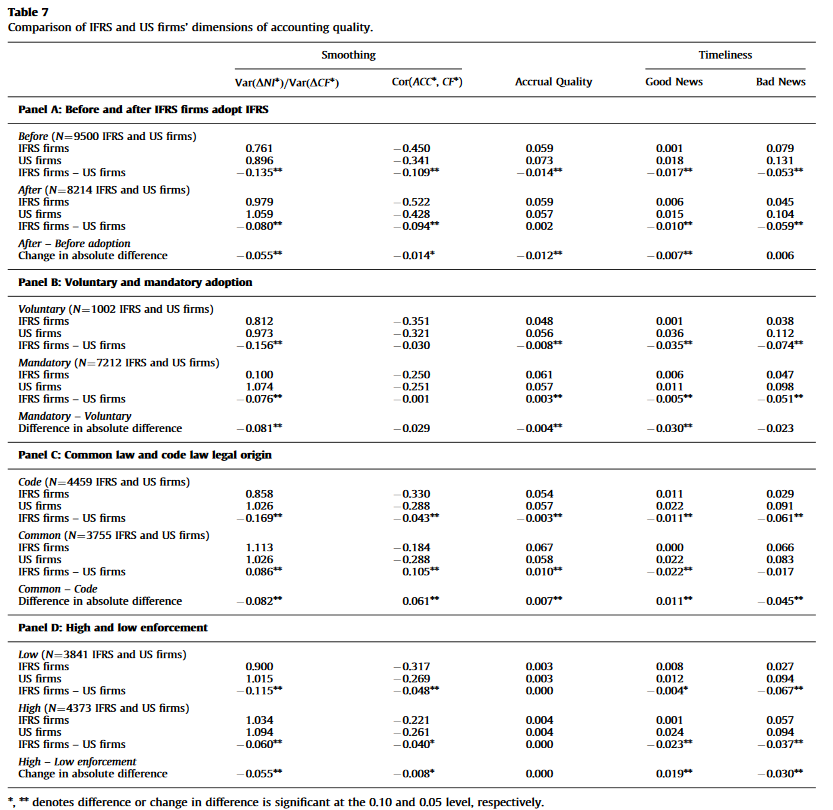 Table 7
Comparison of IFRS and US firms' dimensions of accounting quality.
Smoothing Timeliness
Var(ΔNI*)/Var(ΔCF*) Cor(ACC*, CF*) Accrual Quality Good News Bad News
Panel A: Before and after IFRS firms adopt IFRS
Before (N=9500 IFRS and US firms)
IFRS firms 0.761 −0.450 0.059 0.001 0.079
US firms 0.896 −0.341 0.073 0.018 0.131
IFRS firms – US firms −0.135** −0.109** −0.014** −0.017** −0.053**
After (N=8214 IFRS and US firms)
IFRS firms 0.979 −0.522 0.059 0.006 0.045
US firms 1.059 −0.428 0.057 0.015 0.104
IFRS firms – US firms −0.080** −0.094** 0.002 −0.010** −0.059**
After – Before adoption
Change in absolute difference −0.055** −0.014* −0.012** −0.007** 0.006
Panel B: Voluntary and mandatory adoption
Voluntary (N=1002 IFRS and US firms)
IFRS firms 0.812 −0.351 0.048 0.001 0.038
US firms 0.973 −0.321 0.056 0.036 0.112
IFRS firms – US firms −0.156** −0.030 −0.008** −0.035** −0.074**
Mandatory (N=7212 IFRS and US firms)
IFRS firms 0.100 −0.250 0.061 0.006 0.047
US firms 1.074 −0.251 0.057 0.011 0.098
IFRS firms – US firms −0.076** −0.001 0.003** −0.005** −0.051**
Mandatory – Voluntary
Difference in absolute difference −0.081** −0.029 −0.004** −0.030** −0.023
Panel C: Common law and code law legal origin
Code (N=4459 IFRS and US firms)
IFRS firms 0.858 −0.330 0.054 0.011 0.029
US firms 1.026 −0.288 0.057 0.022 0.091
IFRS firms – US firms −0.169** −0.043** −0.003** −0.011** −0.061**
Common (N=3755 IFRS and US firms)
IFRS firms 1.113 −0.184 0.067 0.000 0.066
US firms 1.026 −0.288 0.058 0.022 0.083
IFRS firms – US firms 0.086** 0.105** 0.010** −0.022** −0.017
Common – Code
Difference in absolute difference −0.082** 0.061** 0.007** 0.011** −0.045**
Panel D: High and low enforcement
Low (N=3841 IFRS and US firms)
IFRS firms 0.900 −0.317 0.003 0.008 0.027
US firms 1.015 −0.269 0.003 0.012 0.094
IFRS firms – US firms −0.115** −0.048** 0.000 −0.004* −0.067**
High (N=4373 IFRS and US firms)
IFRS firms 1.034 −0.221 0.004 0.001 0.057
US firms 1.094 −0.261 0.004 0.024 0.094
IFRS firms – US firms −0.060** −0.040* 0.000 −0.023** −0.037**
High – Low enforcement
Change in absolute difference −0.055** −0.008* 0.000 0.019** −0.030**
*, ** denotes difference or change in difference is significant at the 0.10 and 0.05 level, respectively.